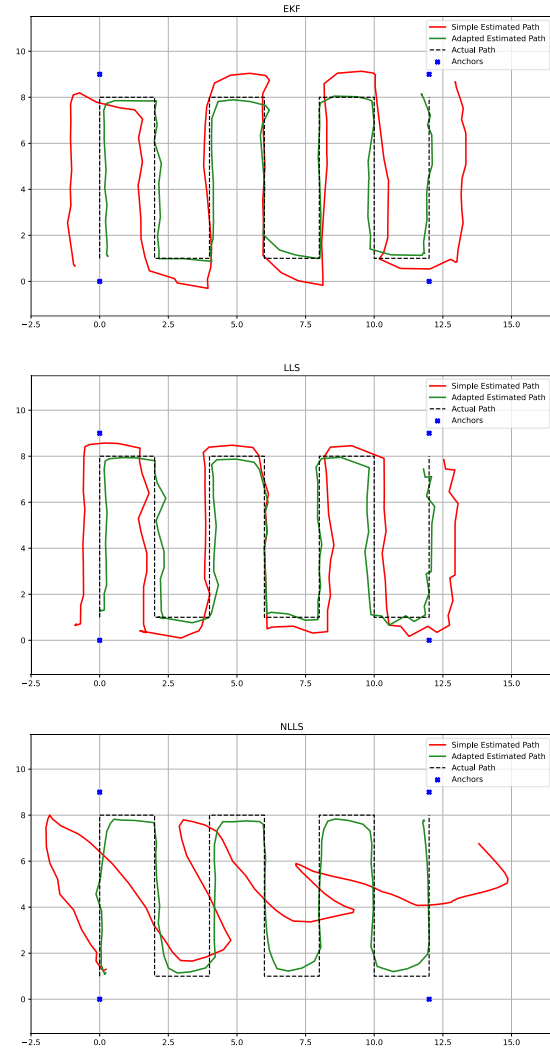 EKF
Simple Estimated Path
Adapted Estimated Path
Actual Path
Anchors
10
8
6
4
2
0
−2.5 0.0 2.5 5.0 7.5 10.0 12.5 15.0
LLS
Simple Estimated Path
Adapted Estimated Path
Actual Path
Anchors
10
8
6
4
2
0
−2.5 0.0 2.5 5.0 7.5 10.0 12.5 15.0
NLLS
Simple Estimated Path
Adapted Estimated Path
Actual Path
Anchors
10
8
6
4
2
0
−2.5 0.0 2.5 5.0 7.5 10.0 12.5 15.0